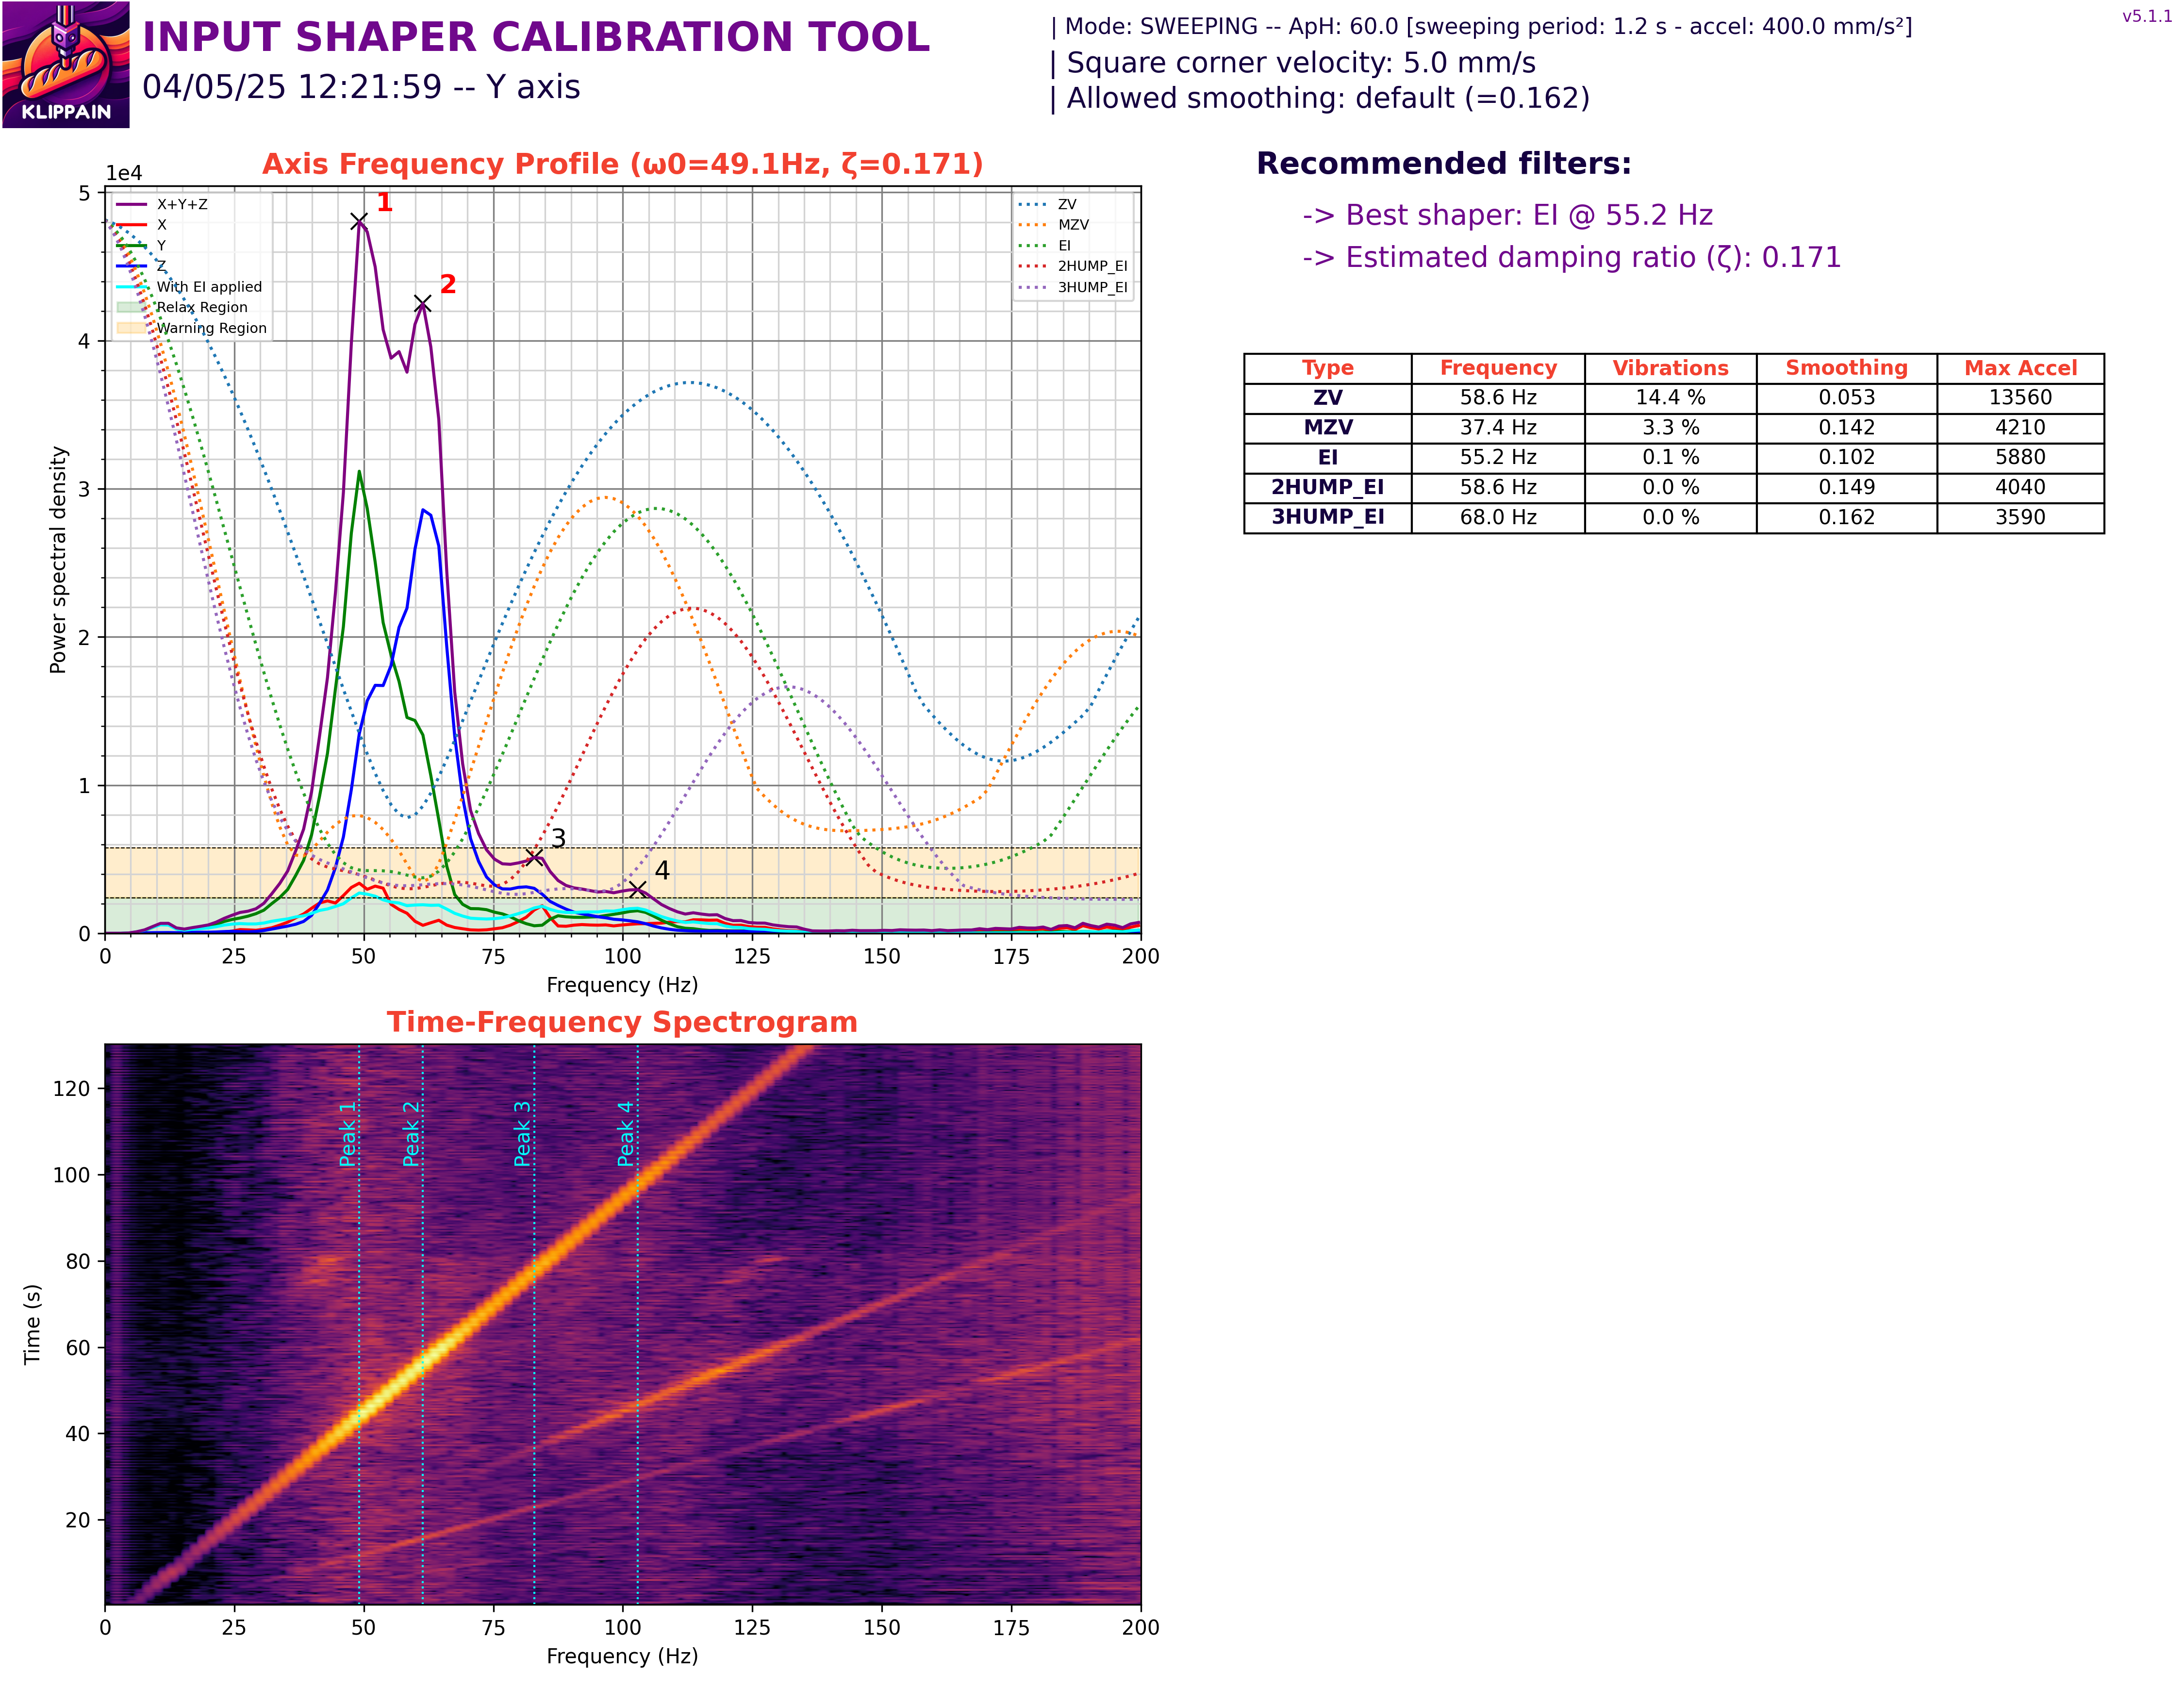 KLIPPAIN
INPUT SHAPER CALIBRATION TOOL
04/05/25 12:21:59 -- Y axis
| Mode: SWEEPING -- ApH: 60.0 [sweeping period: 1.2 s - accel: 400.0 mm/s²]
| Square corner velocity: 5.0 mm/s
| Allowed smoothing: default (=0.162)
v5.1.1
Axis Frequency Profile (ω0=49.1Hz, ζ=0.171)
1e4
5
4
3
2
1
0
Power spectral density
X+Y+Z
X
Y
Z
With EI applied
Relax Region
Warning Region
1
2
3
4
ZV
MZV
EI
2HUMP_EI
3HUMP_EI
0 25 50 75 100 125 150 175 200
Frequency (Hz)
Recommended filters:
-> Best shaper: EI @ 55.2 Hz
-> Estimated damping ratio (ζ): 0.171
Type Frequency Vibrations Smoothing Max Accel
ZV 58.6 Hz 14.4 % 0.053 13560
MZV 37.4 Hz 3.3 % 0.142 4210
EI 55.2 Hz 0.1 % 0.102 5880
2HUMP_EI 58.6 Hz 0.0 % 0.149 4040
3HUMP_EI 68.0 Hz 0.0 % 0.162 3590
Time-Frequency Spectrogram
120
100
80
60
40
20
Time (s)
Peak 1
Peak 2
Peak 3
Peak 4
0 25 50 75 100 125 150 175 200
Frequency (Hz)